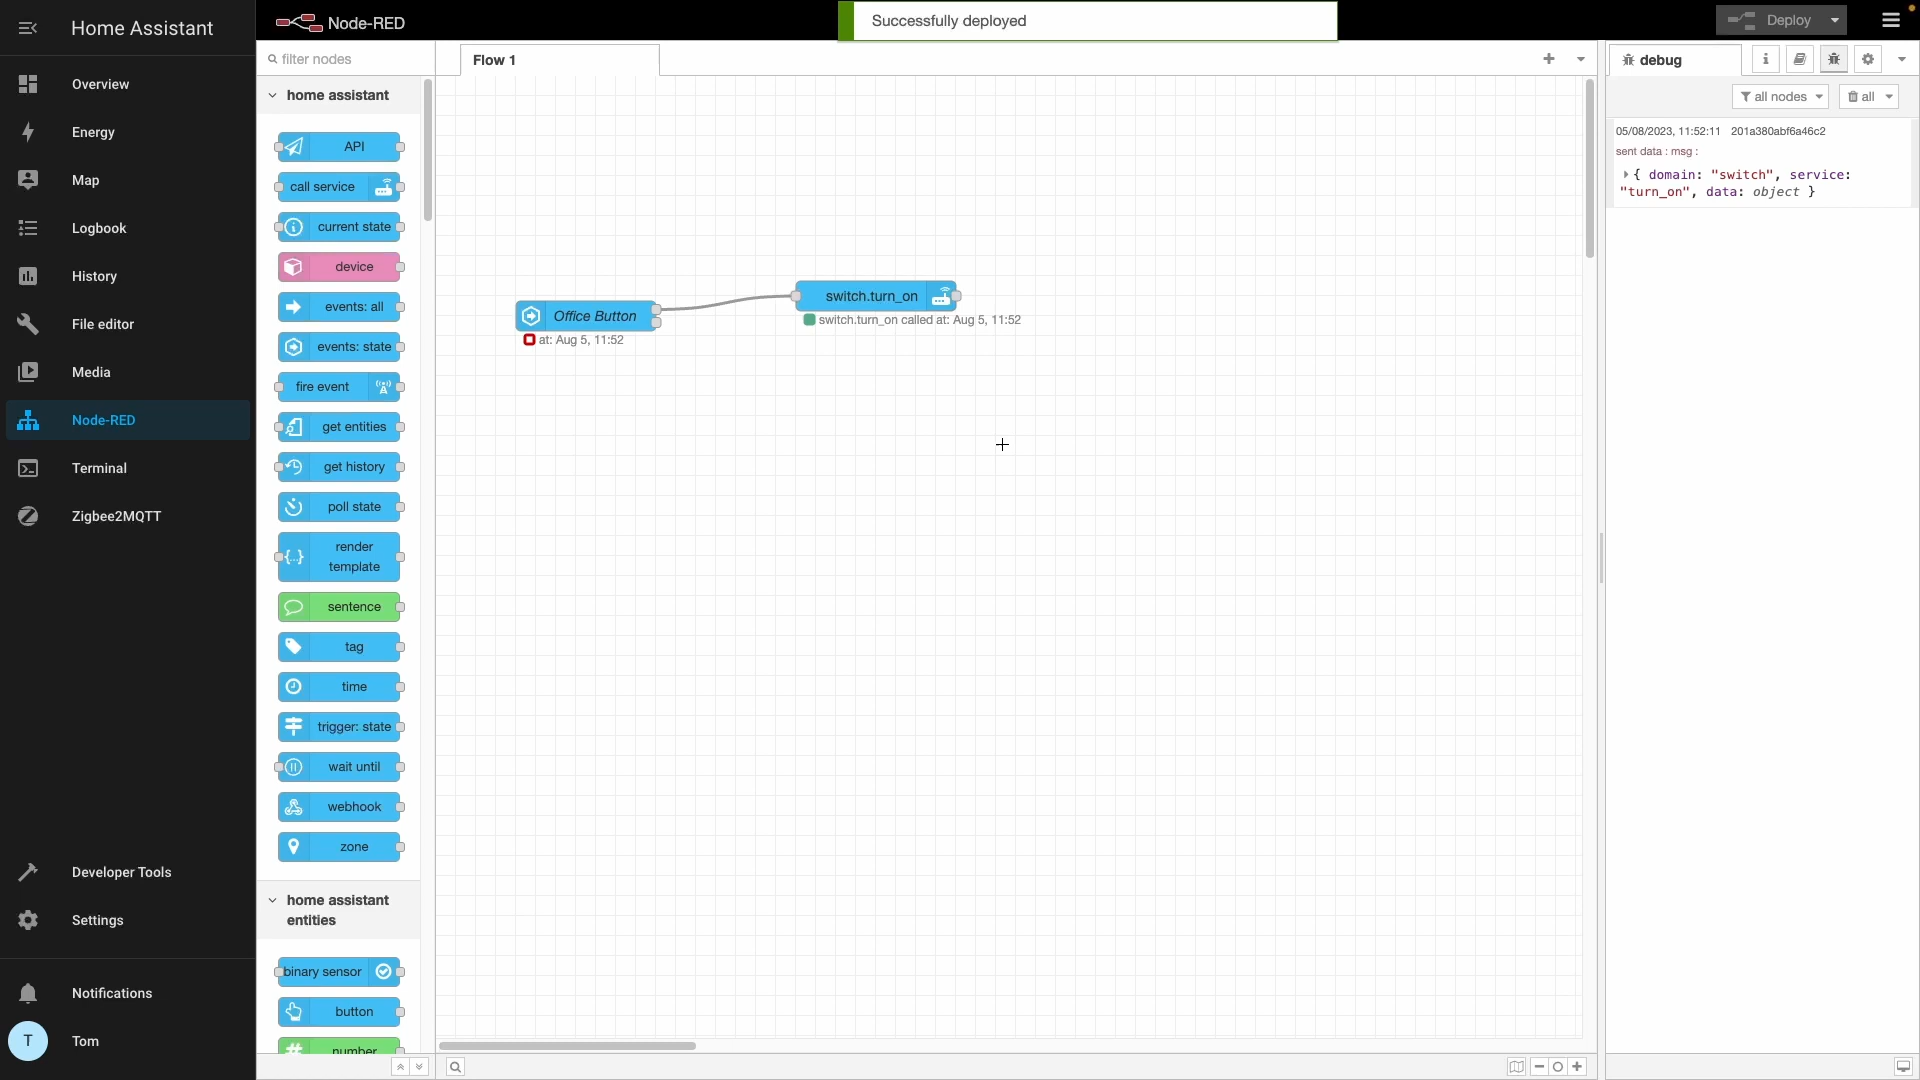 Home Assistant
Overview
Energy
Map
Logbook
History
File editor
Media
Node-RED
Terminal
Zigbee2MQTT
Developer Tools
Settings
Notifications
T
Tom
Node-RED
Successfully deployed
Deploy
filter nodes
home assistant
API
call service
current state
device
events: all
events: state
fire event
get entities
get history
poll state
render
template
sentence
tag
time
trigger: state
wait until
webhook
zone
home assistant
entities
binary sensor
button
number
Flow 1
Office Button
at: Aug 5, 11:52
switch.turn_on
switch.turn_on called at: Aug 5, 11:52
debug
all nodes
all
05/08/2023, 11:52:11 201a380abf6a46c2
sent data : msg :
{ domain: "switch", service:
"turn_on", data: object }